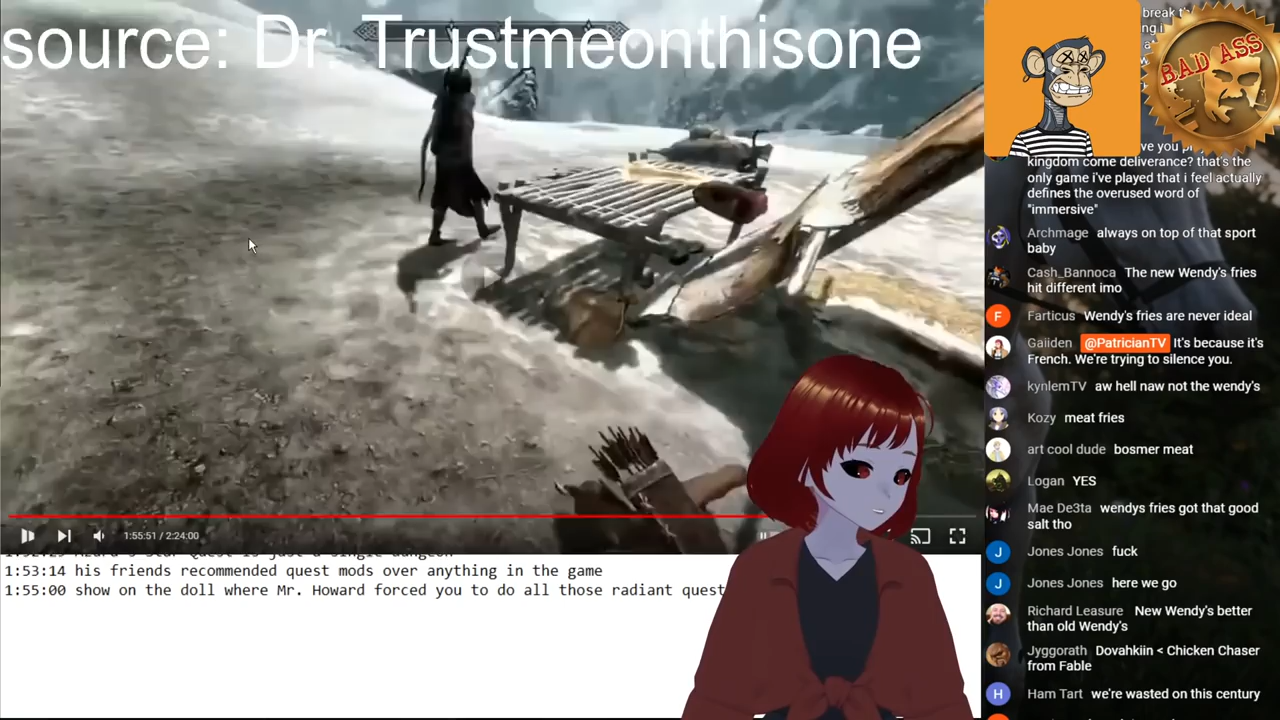 source: Dr. Trustmeonthisone
BAD ASS
kingdom come deliverance? that's the
only game i've played that i feel actually
defines the overused word of
"immersive"
Archmage always on top of that sport
baby
Cash_Bannoca The new Wendy's fries
hit different imo
F Farticus Wendy's fries are never ideal
Gaiiden @PatricianTV It's because it's
French. We're trying to silence you.
kynlemTV aw hell naw not the wendy's
Kozy meat fries
art cool dude bosmer meat
Logan YES
Mae De3ta wendys fries got that good
salt tho
J Jones Jones fuck
J Jones Jones here we go
Richard Leasure New Wendy's better
than old Wendy's
Jyggorath Dovahkiin < Chicken Chaser
from Fable
H Ham Tart we're wasted on this century
1:55:51 / 2:24:00
1:53:14 his friends recommended quest mods over anything in the game
1:55:00 show on the doll where Mr. Howard forced you to do all those radiant quest